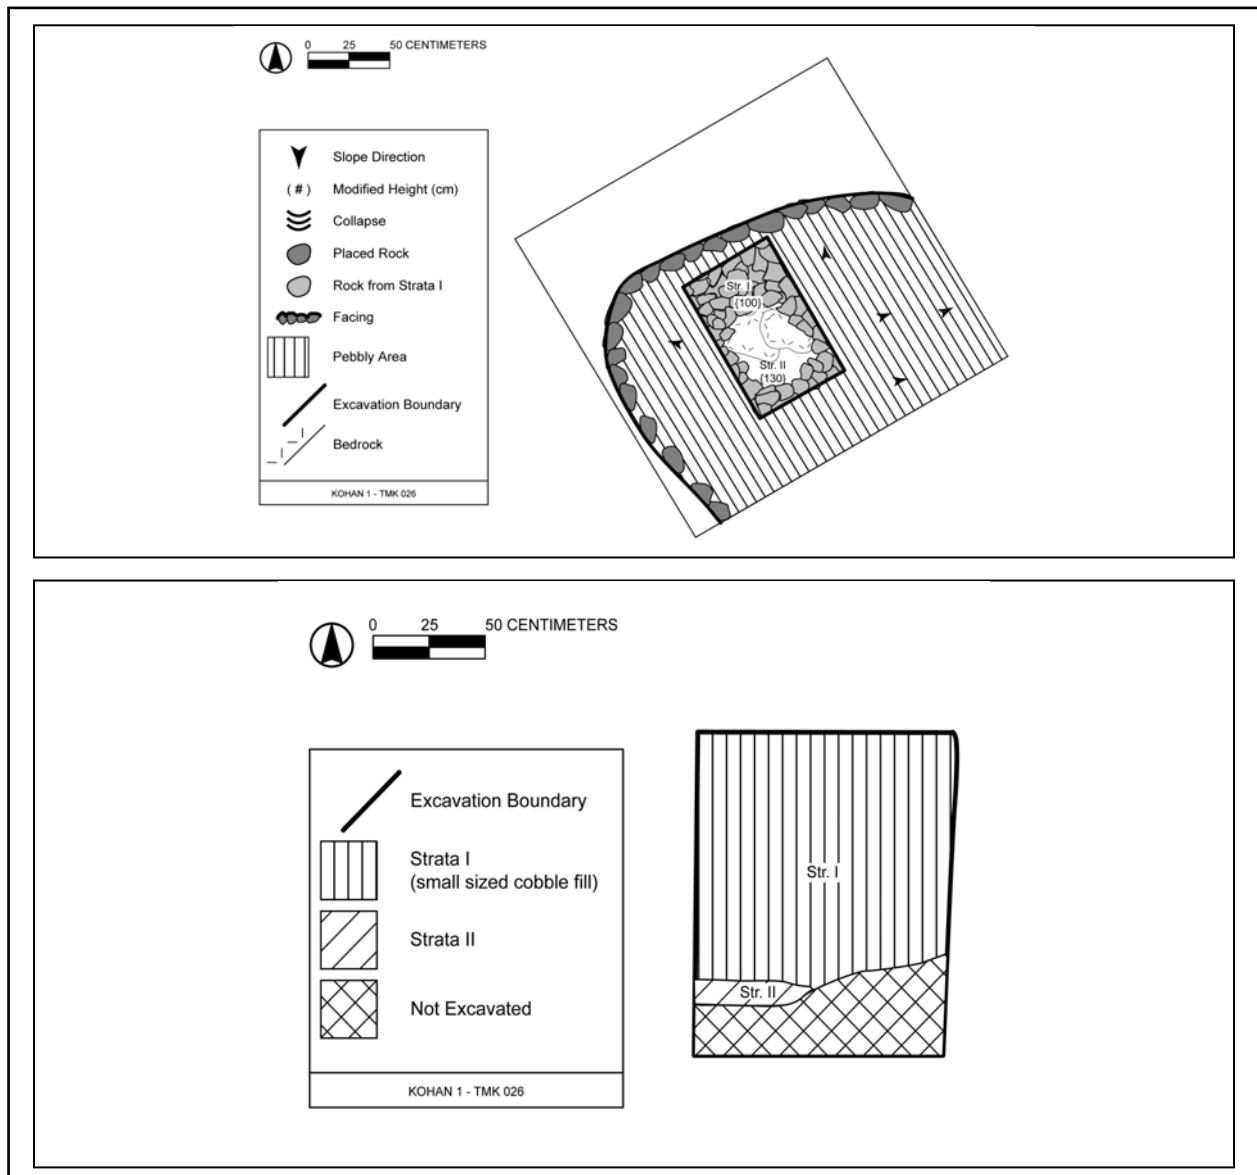 0 25 50 CENTIMETERS
Slope Direction
( # ) Modified Height (cm)
Collapse
Placed Rock
Rock from Strata I
Facing
Pebbly Area
Excavation Boundary
Bedrock
KOHAN 1 - TMK 026
Str. I
{100}
Str. II
{130}
0 25 50 CENTIMETERS
Excavation Boundary
Strata I
(small sized cobble fill)
Strata II
Not Excavated
KOHAN 1 - TMK 026
Str. I
Str. II